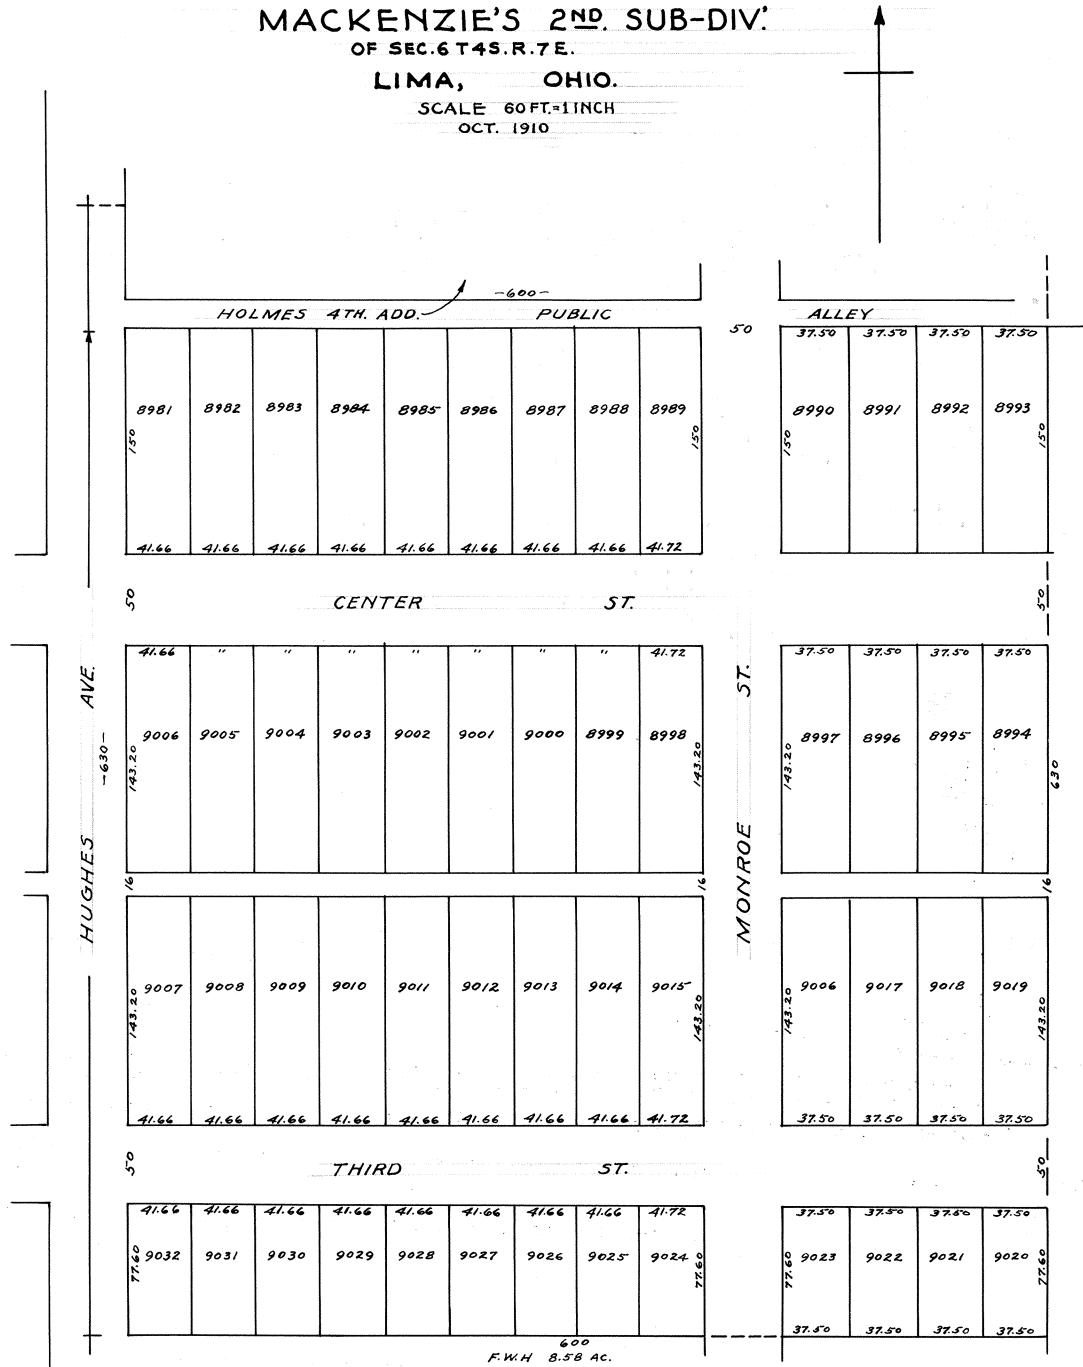 MACKENZIE'S 2ND. SUB-DIV.
OF SEC.6 T4S.R.7E.
LIMA, OHIO.
SCALE 60FT.=1INCH
OCT. 1910
-600-
HOLMES 4TH. ADD. PUBLIC ALLEY
50
37.50 37.50 37.50 37.50
8981 8982 8983 8984 8985 8986 8987 8988 8989 8990 8991 8992 8993
150 150 150 150
41.66 41.66 41.66 41.66 41.66 41.66 41.66 41.66 41.72
50 CENTER ST. 50
41.66 " " " " " " " 41.72 37.50 37.50 37.50 37.50
9006 9005 9004 9003 9002 9001 9000 8999 8998 8997 8996 8995 8994
143.20 143.20 143.20
HUGHES AVE.
-630-
MONROE ST.
630
16 16 16
9007 9008 9009 9010 9011 9012 9013 9014 9015 9006 9017 9018 9019
143.20 143.20 143.20 143.20
41.66 41.66 41.66 41.66 41.66 41.66 41.66 41.66 41.72 37.50 37.50 37.50 37.50
50 THIRD ST. 50
41.66 41.66 41.66 41.66 41.66 41.66 41.66 41.66 41.72 37.50 37.50 37.50 37.50
9032 9031 9030 9029 9028 9027 9026 9025 9024 9023 9022 9021 9020
77.60 77.60 77.60 77.60
37.50 37.50 37.50 37.50
600
F.W.H 8.58 AC.